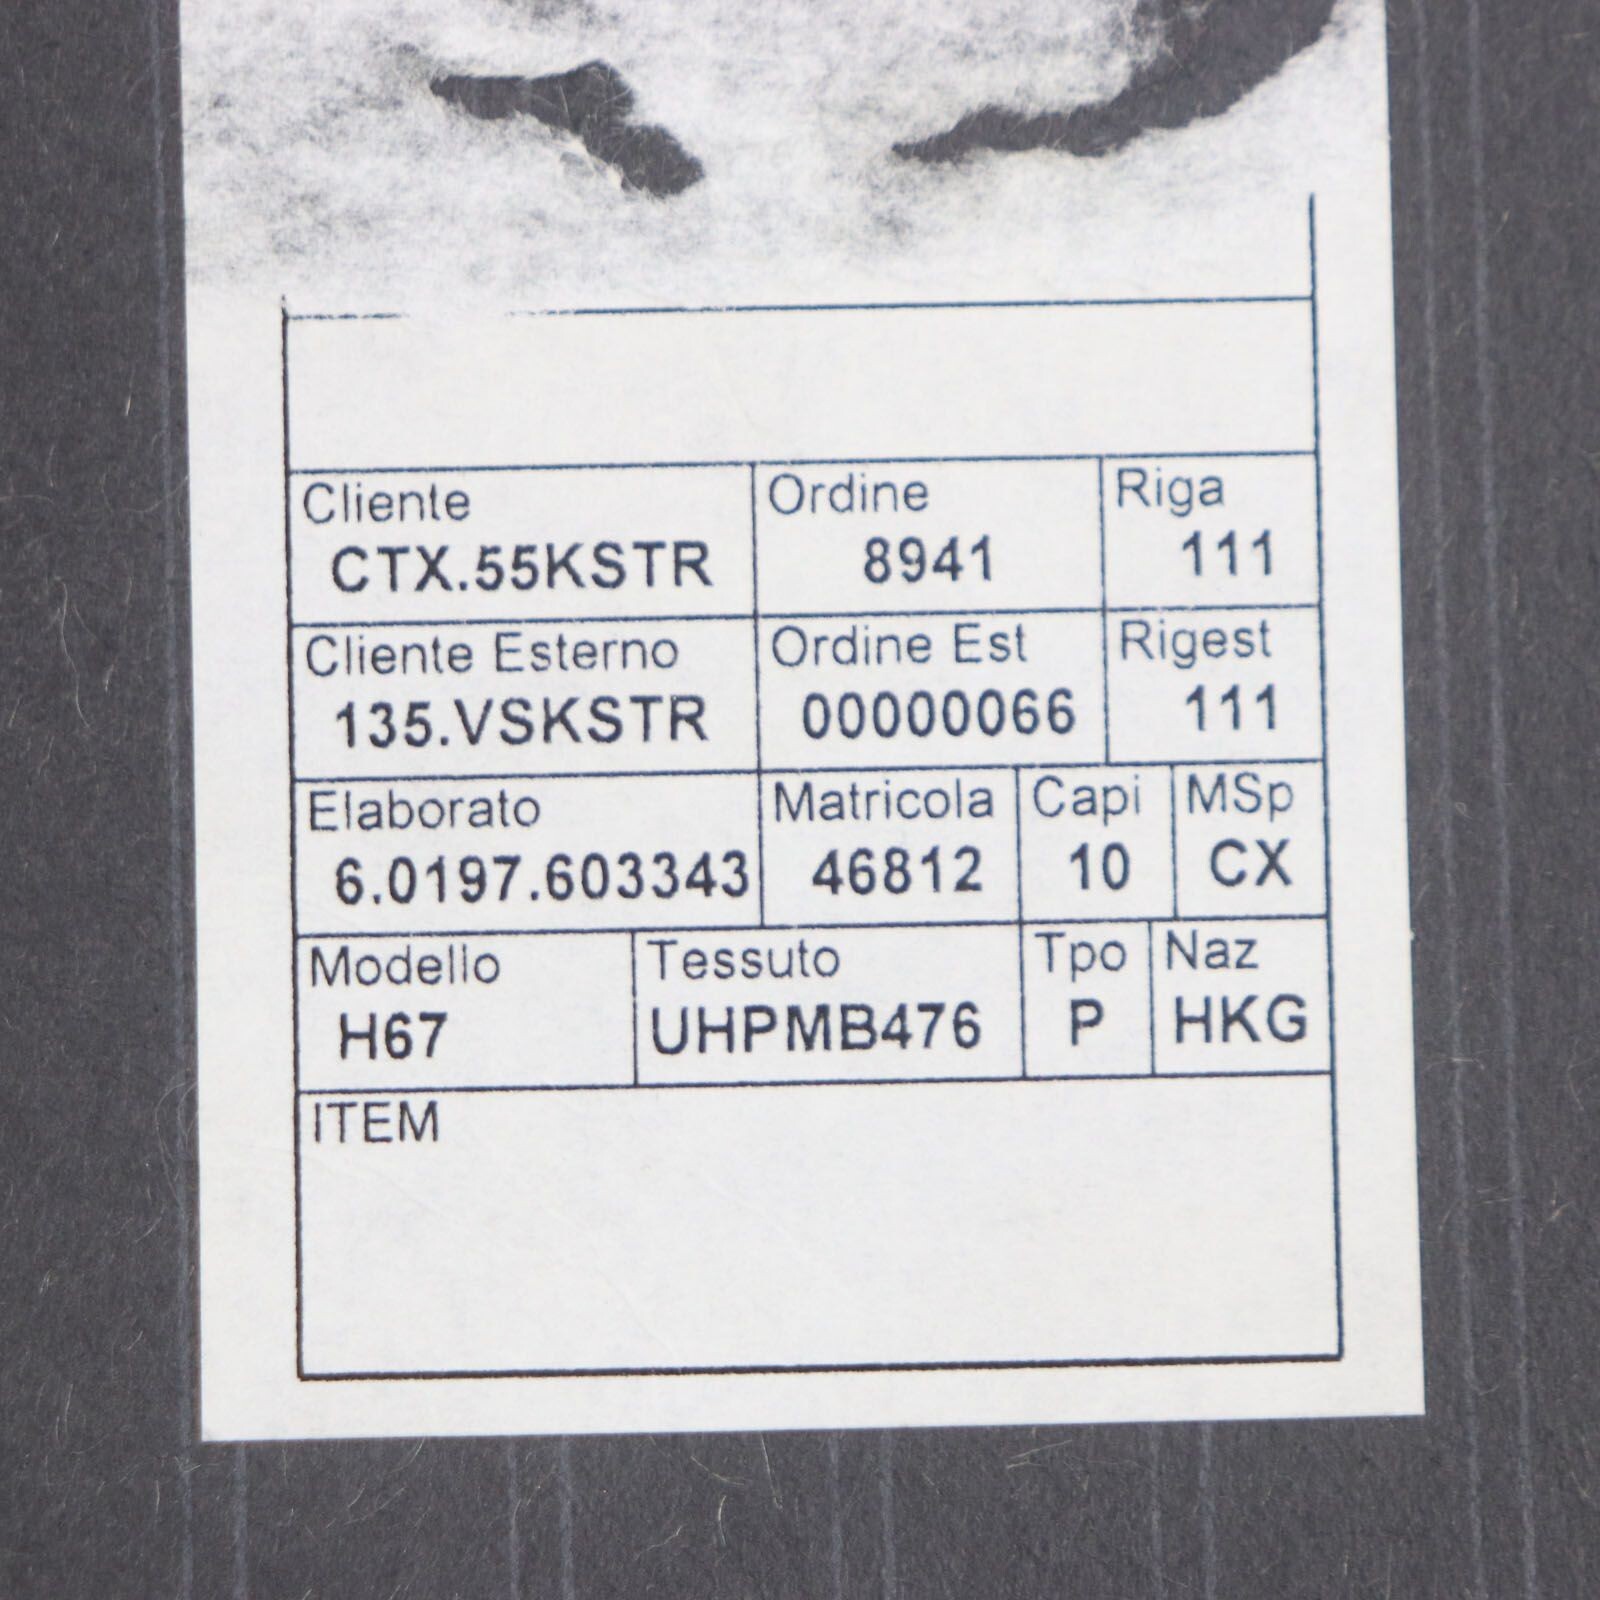 Cliente Ordine Riga
CTX.55KSTR 8941 111
Cliente Esterno Ordine Est Rigest
135.VSKSTR 00000066 111
Elaborato Matricola Capi MSp
6.0197.603343 46812 10 CX
Modello Tessuto Tpo Naz
H67 UHPMB476 P HKG
ITEM